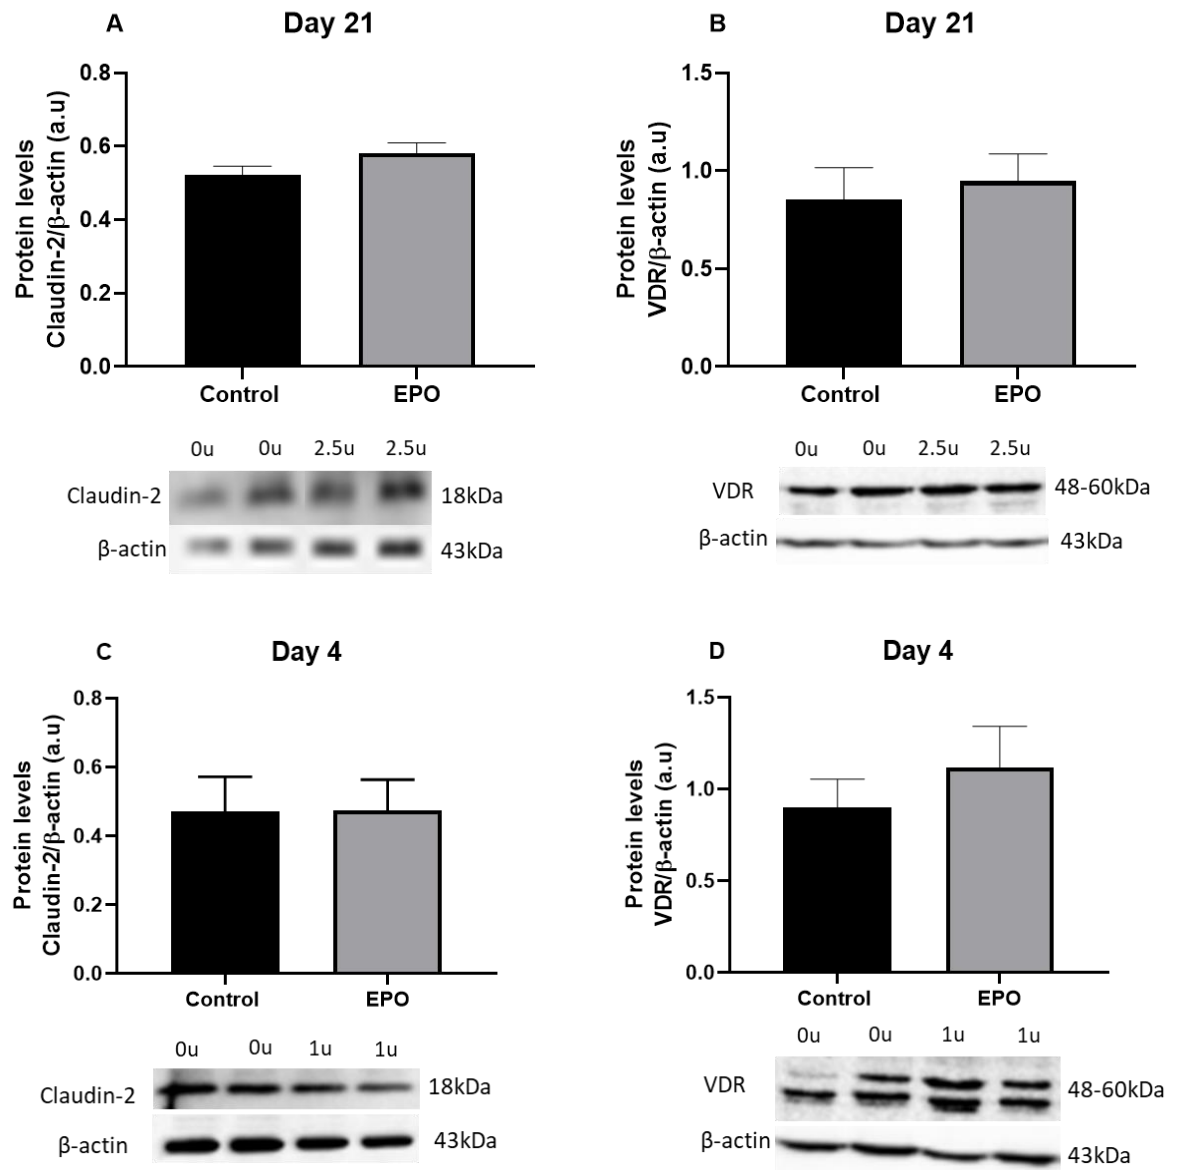 A Day 21
Protein levels
Claudin-2/β-actin (a.u)
0.8
0.6
0.4
0.2
0.0
Control EPO
0u 0u 2.5u 2.5u
Claudin-2 18kDa
β-actin 43kDa
B Day 21
Protein levels
VDR/β-actin (a.u)
1.5
1.0
0.5
0.0
Control EPO
0u 0u 2.5u 2.5u
VDR 48-60kDa
β-actin 43kDa
C Day 4
Protein levels
Claudin-2/β-actin (a.u)
0.8
0.6
0.4
0.2
0.0
Control EPO
0u 0u 1u 1u
Claudin-2 18kDa
β-actin 43kDa
D Day 4
Protein levels
VDR/β-actin (a.u)
1.5
1.0
0.5
0.0
Control EPO
0u 0u 1u 1u
VDR 48-60kDa
β-actin 43kDa